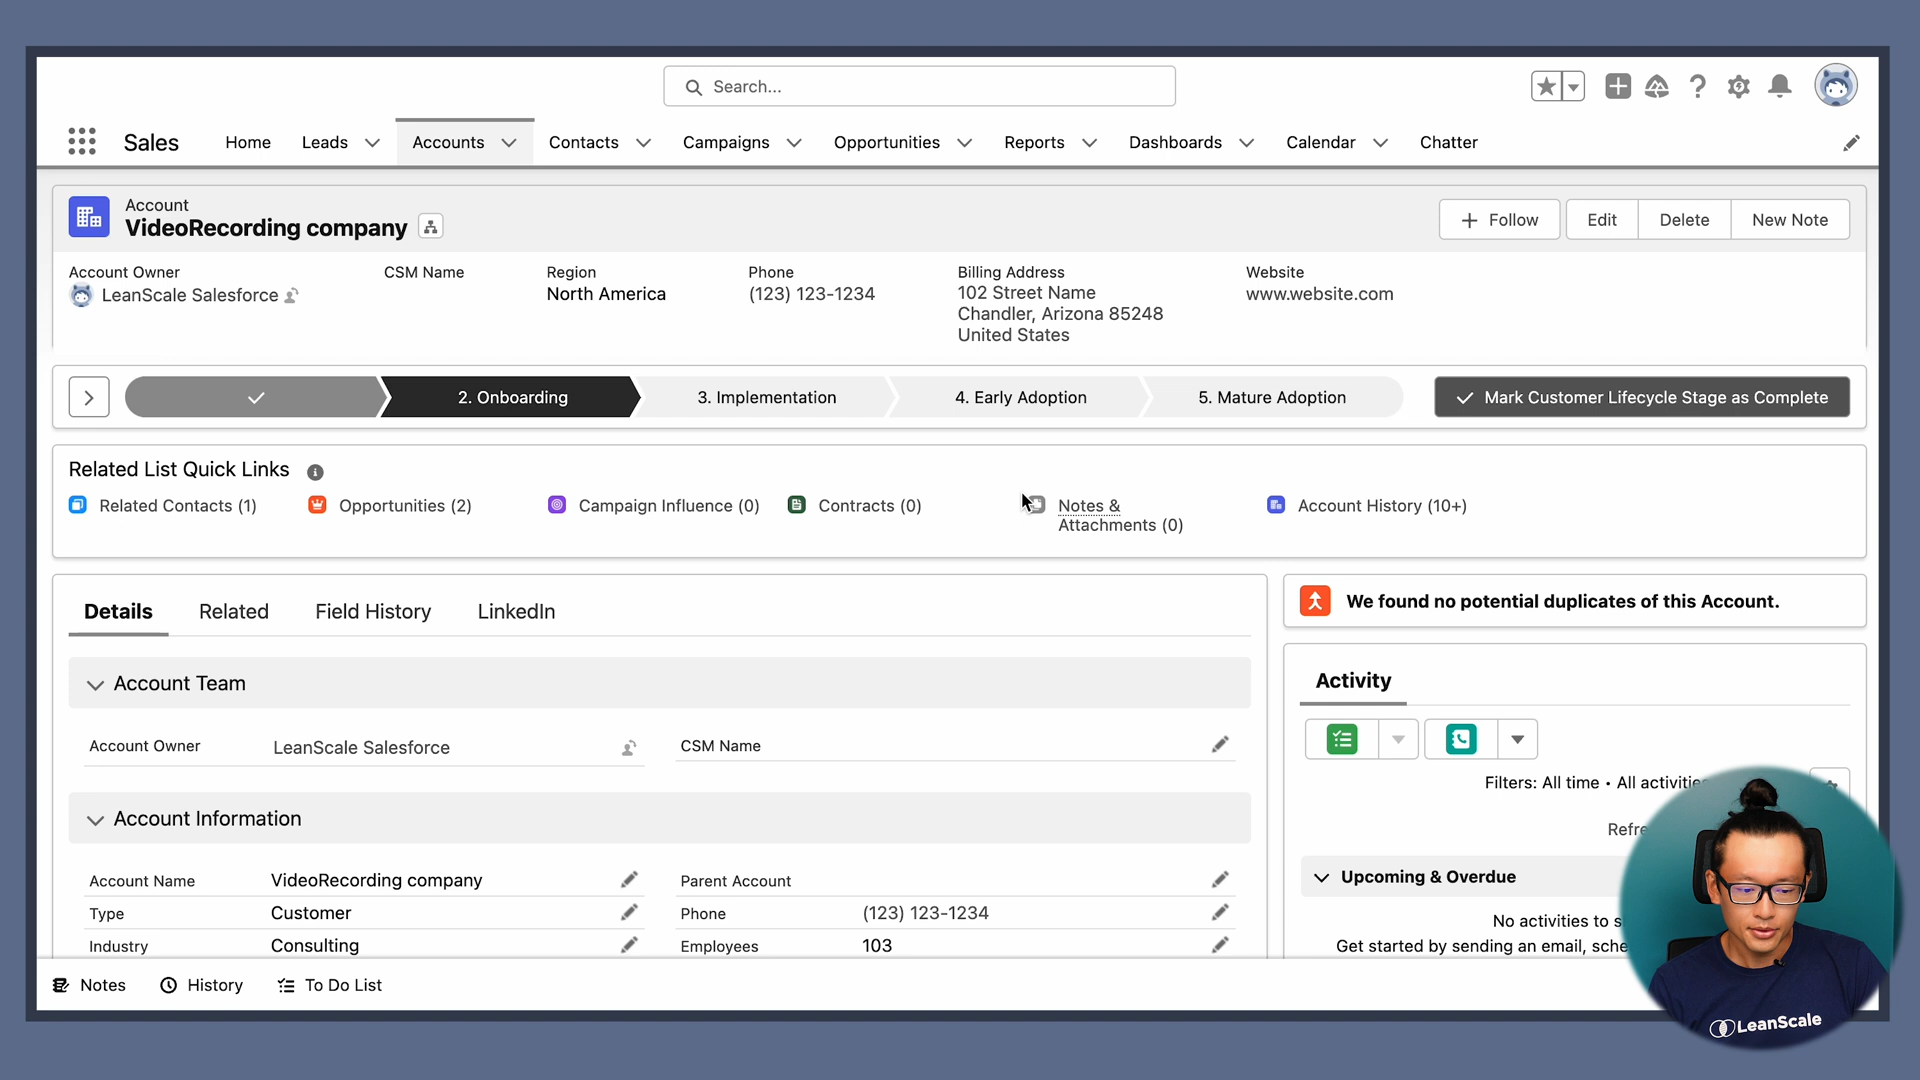 Search...
Sales
Home
Leads
Accounts
Contacts
Campaigns
Opportunities
Reports
Dashboards
Calendar
Chatter
Account
VideoRecording company
Follow
Edit
Delete
New Note
Account Owner
LeanScale Salesforce
CSM Name
Region
North America
Phone
(123) 123-1234
Billing Address
102 Street Name
Chandler, Arizona 85248
United States
Website
www.website.com
2. Onboarding
3. Implementation
4. Early Adoption
5. Mature Adoption
Mark Customer Lifecycle Stage as Complete
Related List Quick Links
Related Contacts (1)
Opportunities (2)
Campaign Influence (0)
Contracts (0)
Notes &
Attachments (0)
Account History (10+)
Details
Related
Field History
LinkedIn
Account Team
Account Owner
LeanScale Salesforce
CSM Name
Account Information
Account Name
VideoRecording company
Parent Account
Type
Customer
Phone
(123) 123-1234
Industry
Consulting
Employees
103
We found no potential duplicates of this Account.
Activity
Filters: All time • All activities
Upcoming & Overdue
No activities to
Get started by sending an email,
Notes
History
To Do List
LeanScale